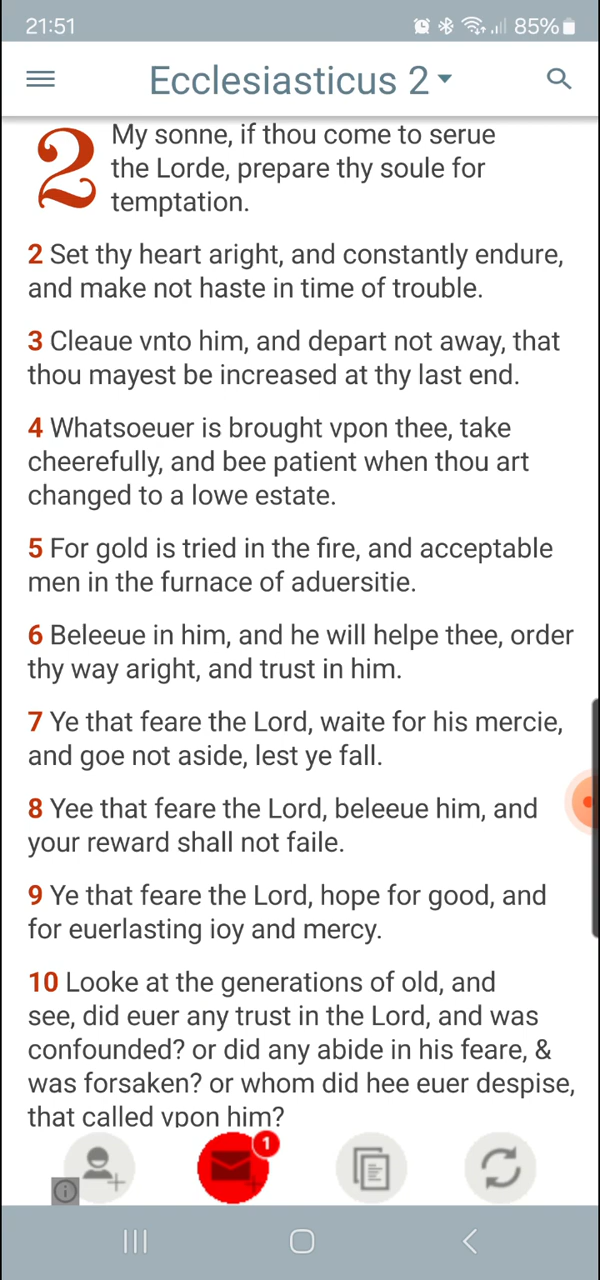 21:51
85%
Ecclesiasticus 2
2 My sonne, if thou come to serue
the Lorde, prepare thy soule for
temptation.
2 Set thy heart aright, and constantly endure,
and make not haste in time of trouble.
3 Cleaue vnto him, and depart not away, that
thou mayest be increased at thy last end.
4 Whatsoeuer is brought vpon thee, take
cheerefully, and bee patient when thou art
changed to a lowe estate.
5 For gold is tried in the fire, and acceptable
men in the furnace of aduersitie.
6 Beleeue in him, and he will helpe thee, order
thy way aright, and trust in him.
7 Ye that feare the Lord, waite for his mercie,
and goe not aside, lest ye fall.
8 Yee that feare the Lord, beleeue him, and
your reward shall not faile.
9 Ye that feare the Lord, hope for good, and
for euerlasting ioy and mercy.
10 Looke at the generations of old, and
see, did euer any trust in the Lord, and was
confounded? or did any abide in his feare, &
was forsaken? or whom did hee euer despise,
that called vpon him?
1